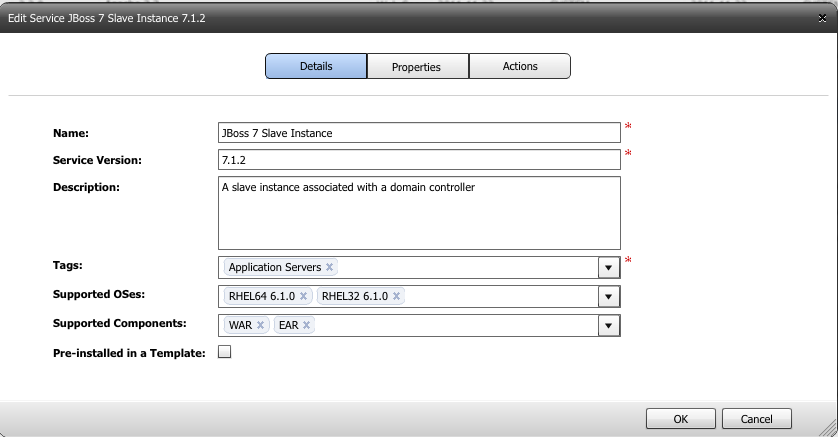 Edit Service JBoss 7 Slave Instance 7.1.2
Details Properties Actions
Name: JBoss 7 Slave Instance *
Service Version: 7.1.2 *
Description: A slave instance associated with a domain controller
Tags: Application Servers x *
Supported OSes: RHEL64 6.1.0 x RHEL32 6.1.0 x
Supported Components: WAR x EAR x
Pre-installed in a Template:
OK Cancel